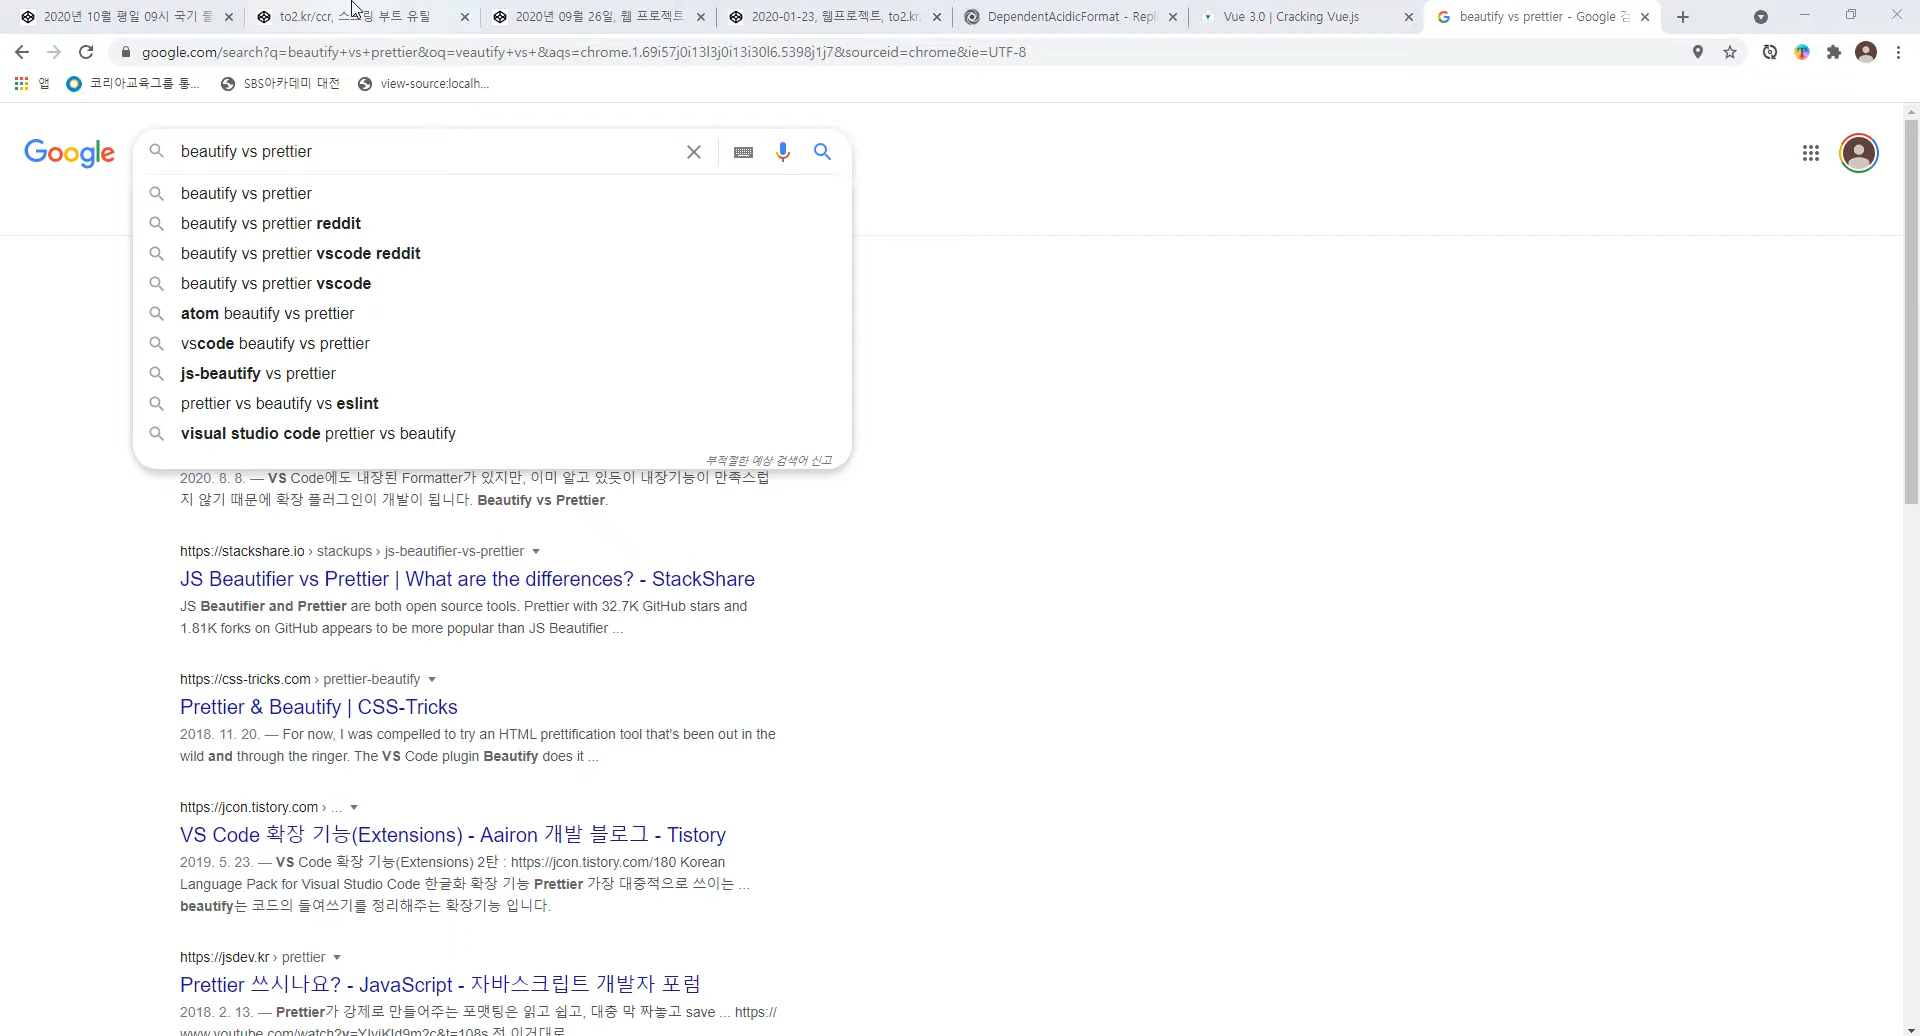 2020년 10월 평일 09시 국기
to2.kr/ccr, 스프링 부트 유틸
2020년 09월 26일, 웹 프로젝트
2020-01-23, 웹프로젝트, to2.kr
DependentAcidicFormat - Repl
Vue 3.0 | Cracking Vue.js
beautify vs prettier - Google 검
google.com/search?q=beautify+vs+prettier&oq=veautify+vs+&aqs=chrome.1.69i57j0i13l3j0i13i30l6.5398j1j7&sourceid=chrome&ie=UTF-8
앱
코리아교육그룹 통...
SBS아카데미 대전
view-source:localh...
Google
beautify vs prettier
beautify vs prettier
beautify vs prettier reddit
beautify vs prettier vscode reddit
beautify vs prettier vscode
atom beautify vs prettier
vscode beautify vs prettier
js-beautify vs prettier
prettier vs beautify vs eslint
visual studio code prettier vs beautify
부적절한 예상 검색어 신고
2020. 8. 8. — VS Code에도 내장된 Formatter가 있지만, 이미 알고 있듯이 내장기능이 만족스럽
지 않기 때문에 확장 플러그인이 개발이 됩니다. Beautify vs Prettier.
https://stackshare.io › stackups › js-beautifier-vs-prettier
JS Beautifier vs Prettier | What are the differences? - StackShare
JS Beautifier and Prettier are both open source tools. Prettier with 32.7K GitHub stars and
1.81K forks on GitHub appears to be more popular than JS Beautifier ...
https://css-tricks.com › prettier-beautify
Prettier & Beautify | CSS-Tricks
2018. 11. 20. — For now, I was compelled to try an HTML prettification tool that's been out in the
wild and through the ringer. The VS Code plugin Beautify does it ...
https://jcon.tistory.com › ...
VS Code 확장 기능(Extensions) - Aairon 개발 블로그 - Tistory
2019. 5. 23. — VS Code 확장 기능(Extensions) 2탄 : https://jcon.tistory.com/180 Korean
Language Pack for Visual Studio Code 한글화 확장 기능 Prettier 가장 대중적으로 쓰이는 ...
beautify는 코드의 들여쓰기를 정리해주는 확장기능 입니다.
https://jsdev.kr › prettier
Prettier 쓰시나요? - JavaScript - 자바스크립트 개발자 포럼
2018. 2. 13. — Prettier가 강제로 만들어주는 포맷팅은 읽고 쉽고, 대충 막 짜놓고 save ... https://